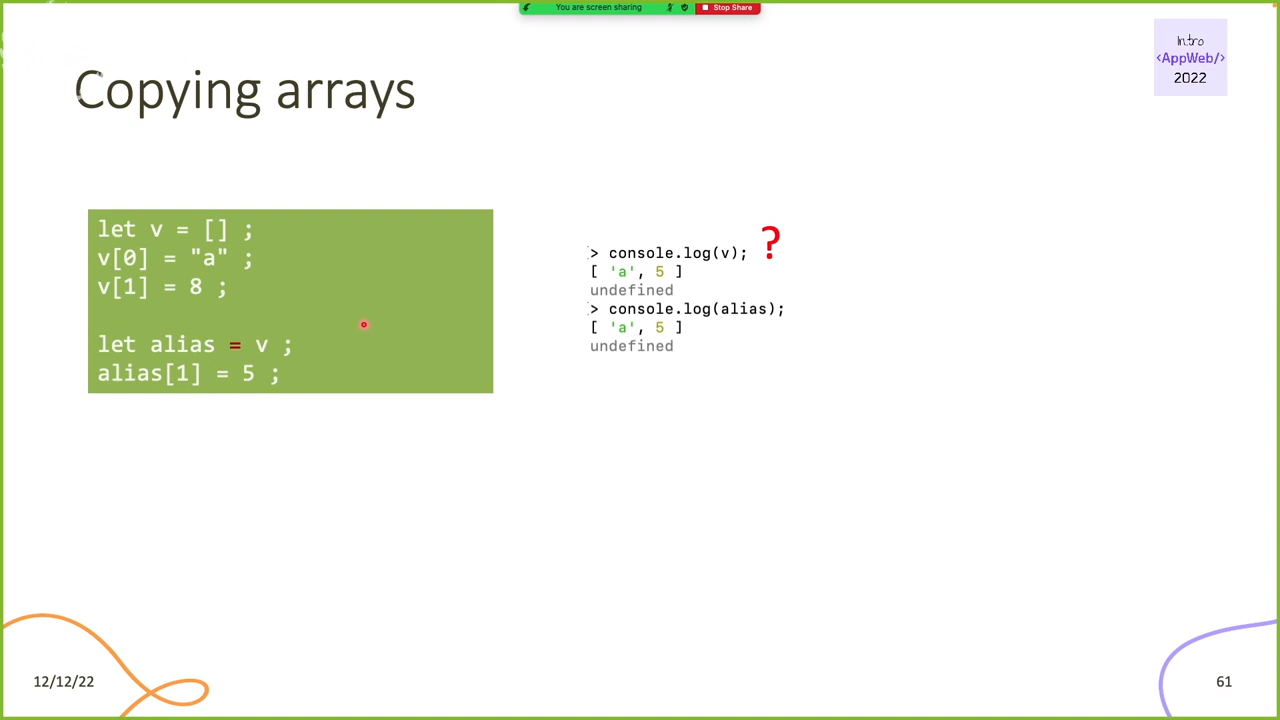 You are screen sharing
Stop Share
Intro
<AppWeb/>
2022
Copying arrays
let v = [] ;
v[0] = "a" ;
v[1] = 8 ;
let alias = v ;
alias[1] = 5 ;
?
> console.log(v);
[ 'a', 5 ]
undefined
> console.log(alias);
[ 'a', 5 ]
undefined
12/12/22
61